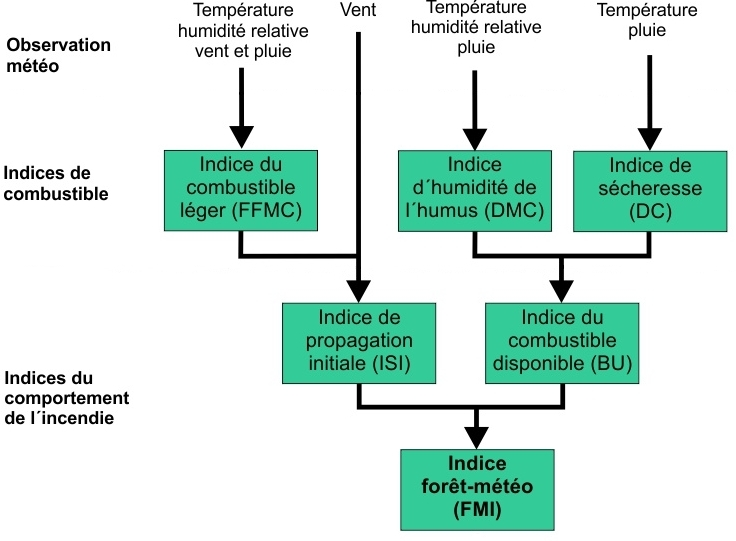 Température
humidité relative
vent et pluie
Vent
Température
humidité relative
pluie
Température
pluie
Observation
météo
Indices de
combustible
Indice du
combustible
léger (FFMC)
Indice
d´humidité de
l´humus (DMC)
Indice de
sécheresse
(DC)
Indice de
propagation
initiale (ISI)
Indice du
combustible
disponible (BU)
Indices du
comportement
de l´incendie
Indice
forêt-météo
(FMI)